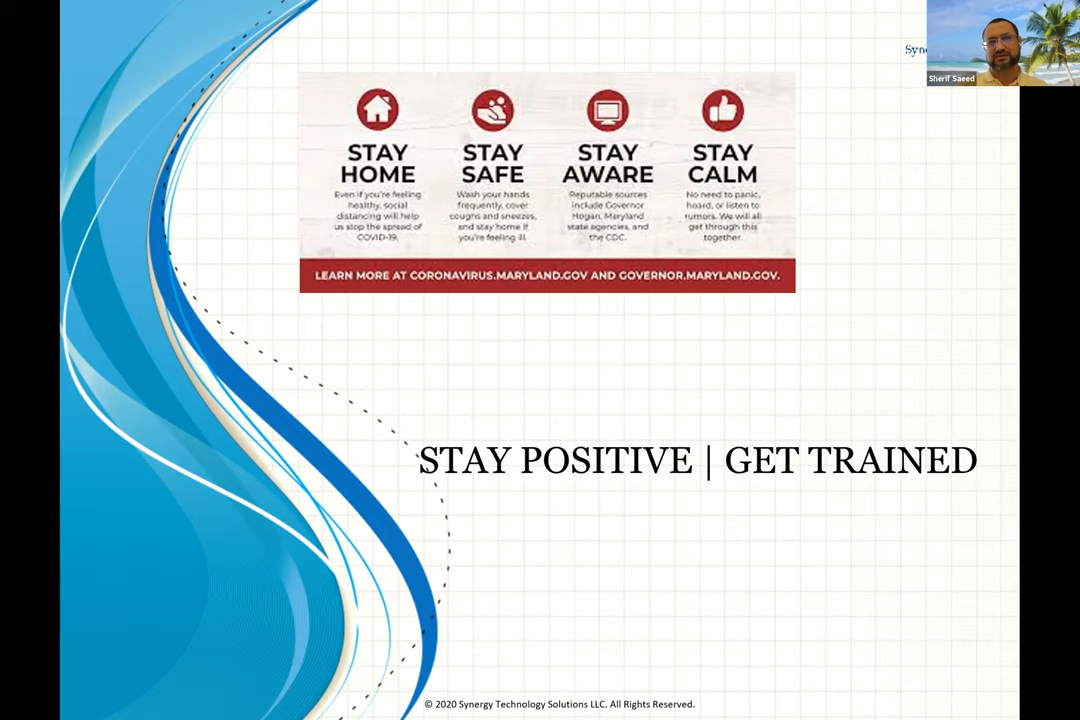 Sherif Saeed
STAY HOME
Even if you're feeling
healthy, social
distancing will help
us stop the spread of
COVID-19.
STAY SAFE
Wash your hands
frequently, cover
coughs and sneezes,
and stay home if
you're feeling ill.
STAY AWARE
Reputable sources
include Governor
Hogan, Maryland
state agencies, and
the CDC.
STAY CALM
No need to panic,
hoard, or listen to
rumors. We will all
get through this
together.
LEARN MORE AT CORONAVIRUS.MARYLAND.GOV AND GOVERNOR.MARYLAND.GOV.
STAY POSITIVE | GET TRAINED
© 2020 Synergy Technology Solutions LLC. All Rights Reserved.